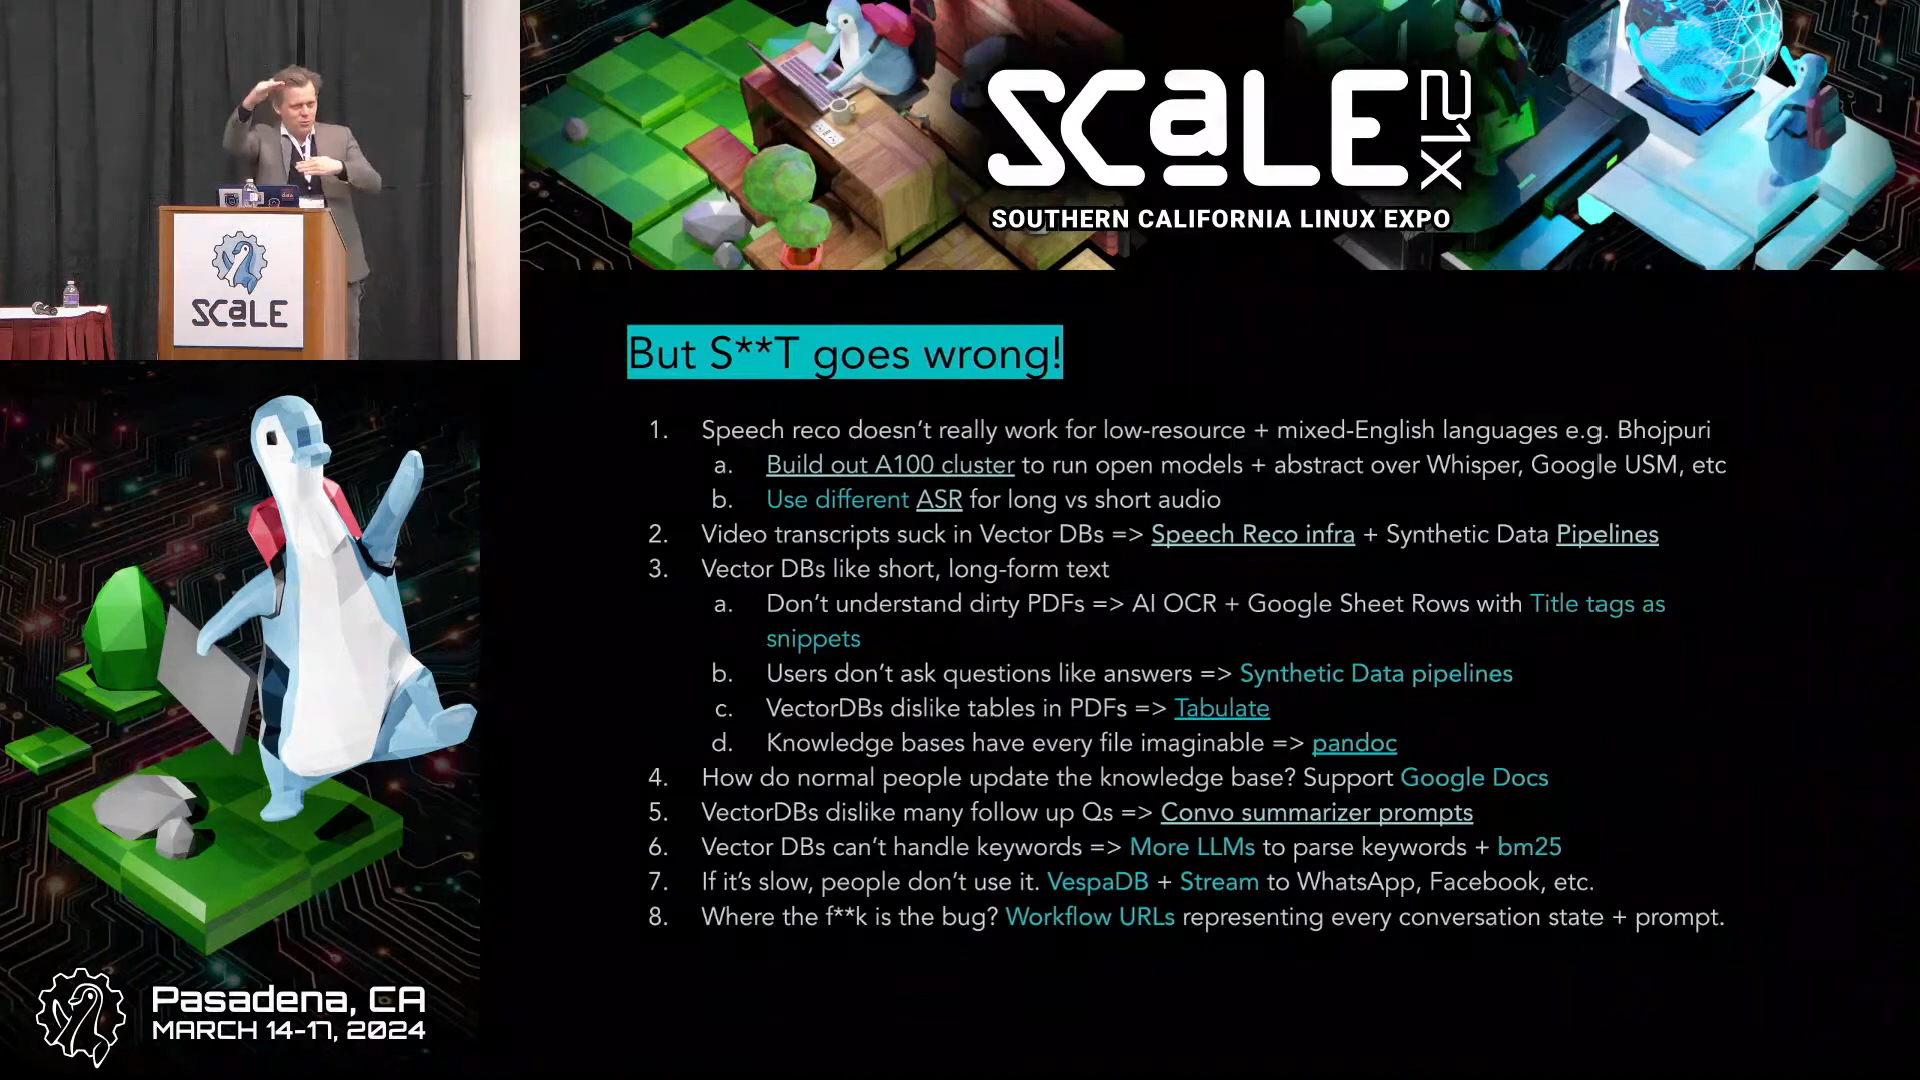 SCaLE 21X
SOUTHERN CALIFORNIA LINUX EXPO
SCaLE
But S**T goes wrong!
1. Speech reco doesn't really work for low-resource + mixed-English languages e.g. Bhojpuri
a. Build out A100 cluster to run open models + abstract over Whisper, Google USM, etc
b. Use different ASR for long vs short audio
2. Video transcripts suck in Vector DBs => Speech Reco infra + Synthetic Data Pipelines
3. Vector DBs like short, long-form text
a. Don't understand dirty PDFs => AI OCR + Google Sheet Rows with Title tags as
snippets
b. Users don't ask questions like answers => Synthetic Data pipelines
c. VectorDBs dislike tables in PDFs => Tabulate
d. Knowledge bases have every file imaginable => pandoc
4. How do normal people update the knowledge base? Support Google Docs
5. VectorDBs dislike many follow up Qs => Convo summarizer prompts
6. Vector DBs can't handle keywords => More LLMs to parse keywords + bm25
7. If it's slow, people don't use it. VespaDB + Stream to WhatsApp, Facebook, etc.
8. Where the f**k is the bug? Workflow URLs representing every conversation state + prompt.
Pasadena, CA
MARCH 14-17, 2024